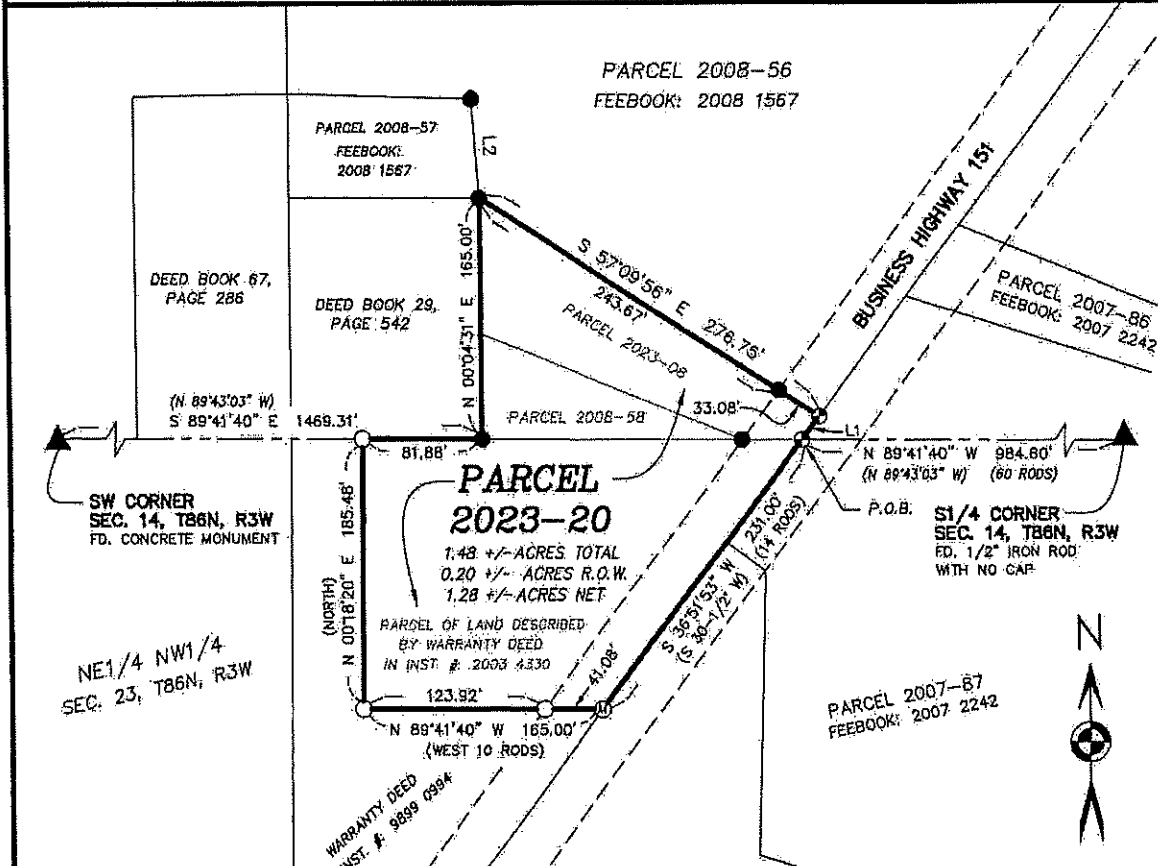 PARCEL 2008-56
FEEBOOK: 2008 1567
PARCEL 2008-57
FEEBOOK:
2008 1567
L2
BUSINESS HIGHWAY 151
PARCEL 2007-86
FEEBOOK: 2007 2242
DEED BOOK 67,
PAGE 286
DEED BOOK 29,
PAGE 542
N 00°04'31" E 165.00'
S 57°09'56" E 276.75'
243.67'
PARCEL 2023-08
33.08'
L1
(N 89°43'03" W)
S 89°41'40" E 1469.31'
81.88'
PARCEL 2008-58
N 89°41'40" W 984.60'
(N 89°43'03" W) (60 RODS)
P.O.B.
SW CORNER
SEC. 14, T86N, R3W
FD. CONCRETE MONUMENT
S1/4 CORNER
SEC. 14, T86N, R3W
FD. 1/2" IRON ROD
WITH NO CAP
PARCEL
2023-20
1.48 +/- ACRES TOTAL
0.20 +/- ACRES R.O.W.
1.28 +/- ACRES NET
PARCEL OF LAND DESCRIBED
BY WARRANTY DEED
IN INST. #: 2003 4330
(NORTH)
N 00°18'20" E 185.48'
S 36°51'53" W 231.00'
(S 30-1/2° W) (14 RODS)
41.08'
123.92'
M
N 89°41'40" W 165.00'
(WEST 10 RODS)
NE1/4 NW1/4
SEC. 23, T86N, R3W
WARRANTY DEED
INST. #: 9899 0994
PARCEL 2007-87
FEEBOOK: 2007 2242
N